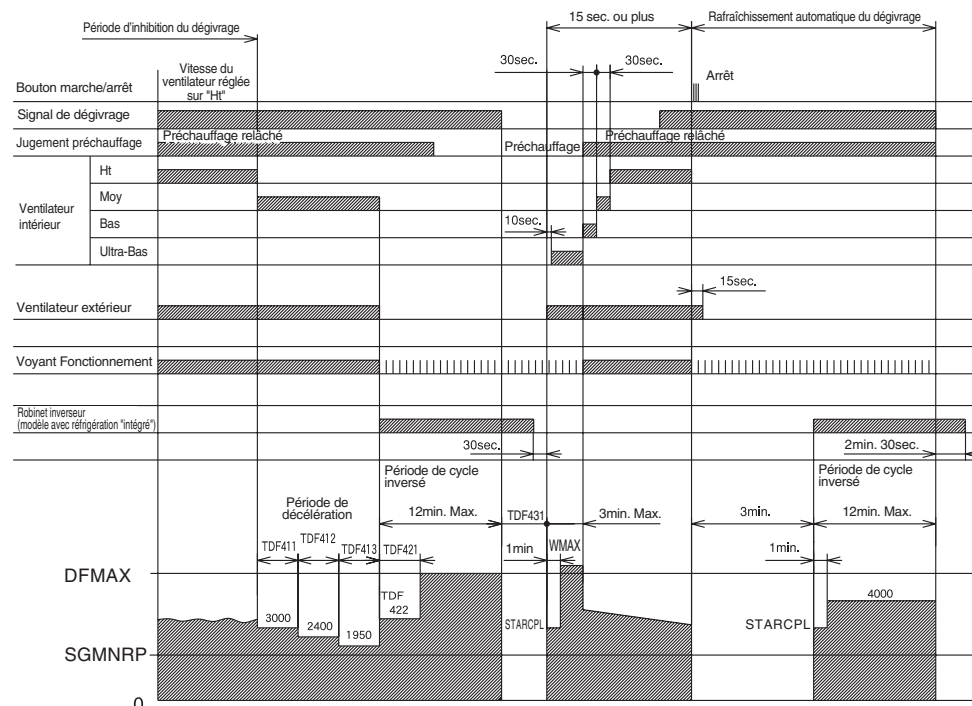 15 sec. ou plus
Rafraîchissement automatique du dégivrage
Période d'inhibition du dégivrage
30sec.
30sec.
Vitesse du
ventilateur réglée
sur "Ht"
Arrêt
Bouton marche/arrêt
Signal de dégivrage
Jugement préchauffage
Préchauffage relâché
Préchauffage
Préchauffage relâché
Ventilateur
intérieur
Ht
Moy
Bas
Ultra-Bas
10sec.
15sec.
Ventilateur extérieur
Voyant Fonctionnement
Robinet inverseur
(modèle avec réfrigération "intégré")
30sec.
2min. 30sec.
Période de cycle
inversé
Période de cycle
inversé
Période de
décélération
12min. Max.
TDF431
3min. Max.
3min.
12min. Max.
TDF411
TDF412
TDF413
TDF421
1min
WMAX
1min.
DFMAX
TDF
422
3000
2400
1950
STARCPL
STARCPL
4000
SGMNRP
0